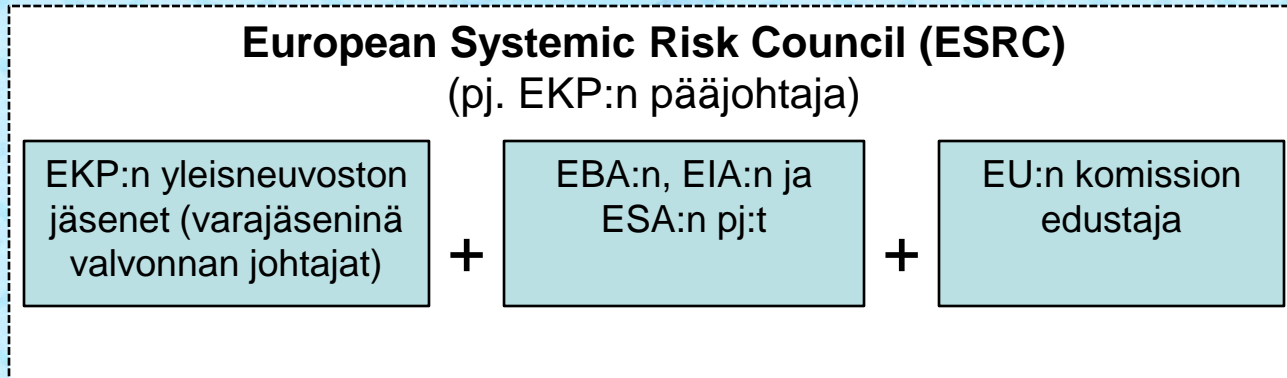 European Systemic Risk Council (ESRC)
(pj. EKP:n pääjohtaja)
EKP:n yleisneuvoston
jäsenet (varajäseninä
valvonnan johtajat)
+
EBA:n, EIA:n ja
ESA:n pj:t
+
EU:n komission
edustaja